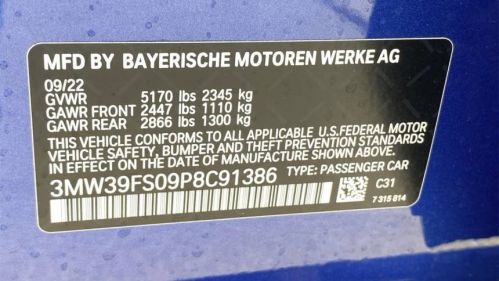 MFD BY BAYERISCHE MOTOREN WERKE AG
09/22
GVWR 5170 lbs 2345 kg
GAWR FRONT 2447 lbs 1110 kg
GAWR REAR 2866 lbs 1300 kg
THIS VEHICLE CONFORMS TO ALL APPLICABLE U.S.FEDERAL MOTOR
VEHICLE SAFETY, BUMPER, AND THEFT PREVENTION STANDARDS
IN EFFECT ON THE DATE OF MANUFACTURE SHOWN ABOVE.
3MW39FS09P8C91386 TYPE: PASSENGER CAR
C31
7 315 814